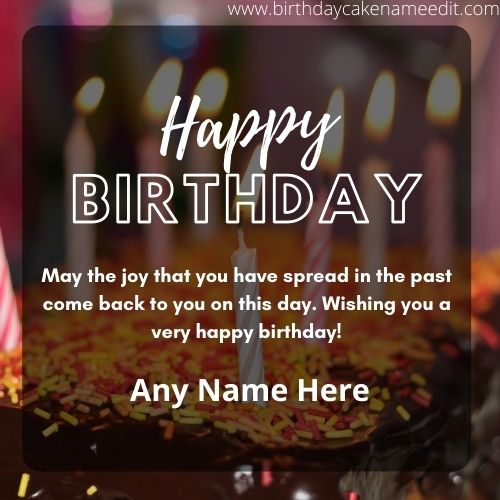 www.birthdaycakenameedit.com
Happy
BIRTHDAY
May the joy that you have spread in the past
come back to you on this day. Wishing you a
very happy birthday!
Any Name Here